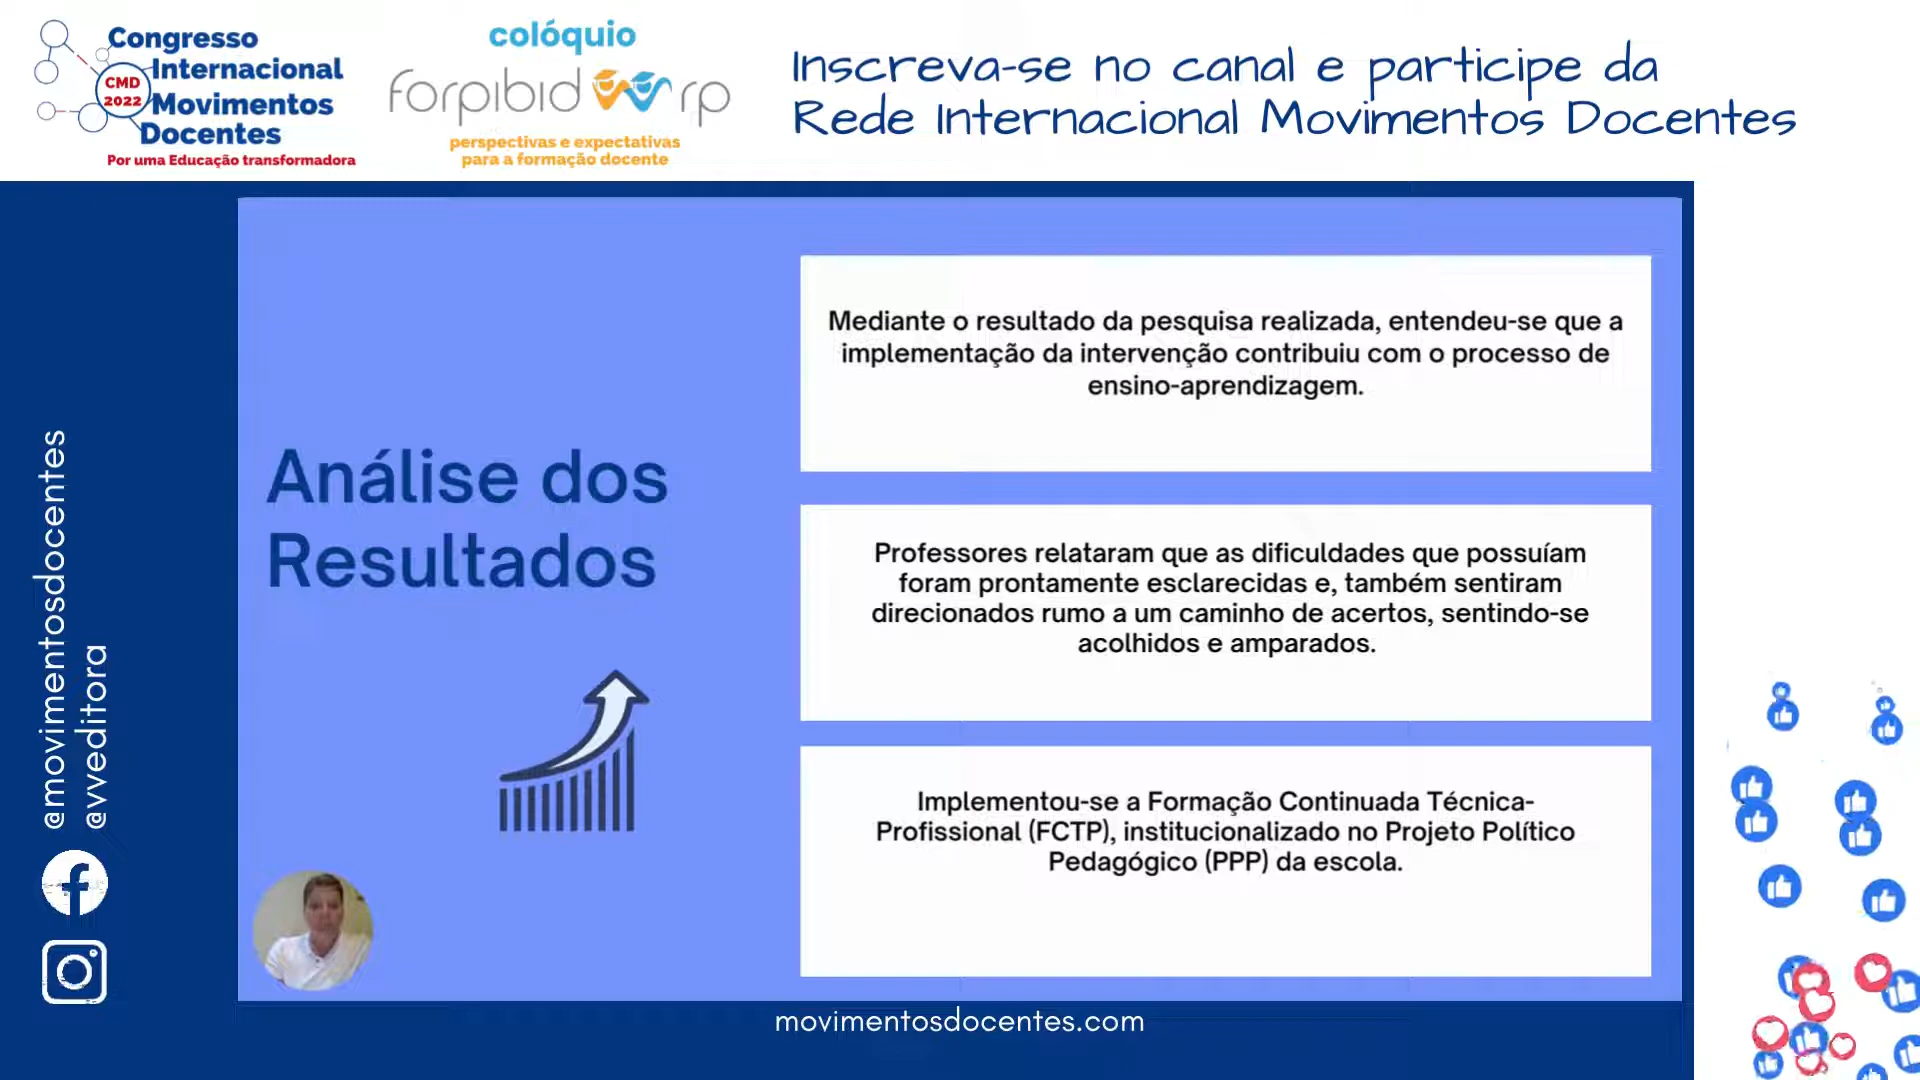 Congresso
Internacional
CMD
2022
Movimentos
Docentes
Por uma Educação transformadora
colóquio
forpibid rp
perspectivas e expectativas
para a formação docente
Inscreva-se no canal e participe da
Rede Internacional Movimentos Docentes
@movimentosdocentes
@vveditora
Análise dos
Resultados
Mediante o resultado da pesquisa realizada, entendeu-se que a
implementação da intervenção contribuiu com o processo de
ensino-aprendizagem.
Professores relataram que as dificuldades que possuíam
foram prontamente esclarecidas e, também sentiram
direcionados rumo a um caminho de acertos, sentindo-se
acolhidos e amparados.
Implementou-se a Formação Continuada Técnica-
Profissional (FCTP), institucionalizado no Projeto Político
Pedagógico (PPP) da escola.
movimentosdocentes.com